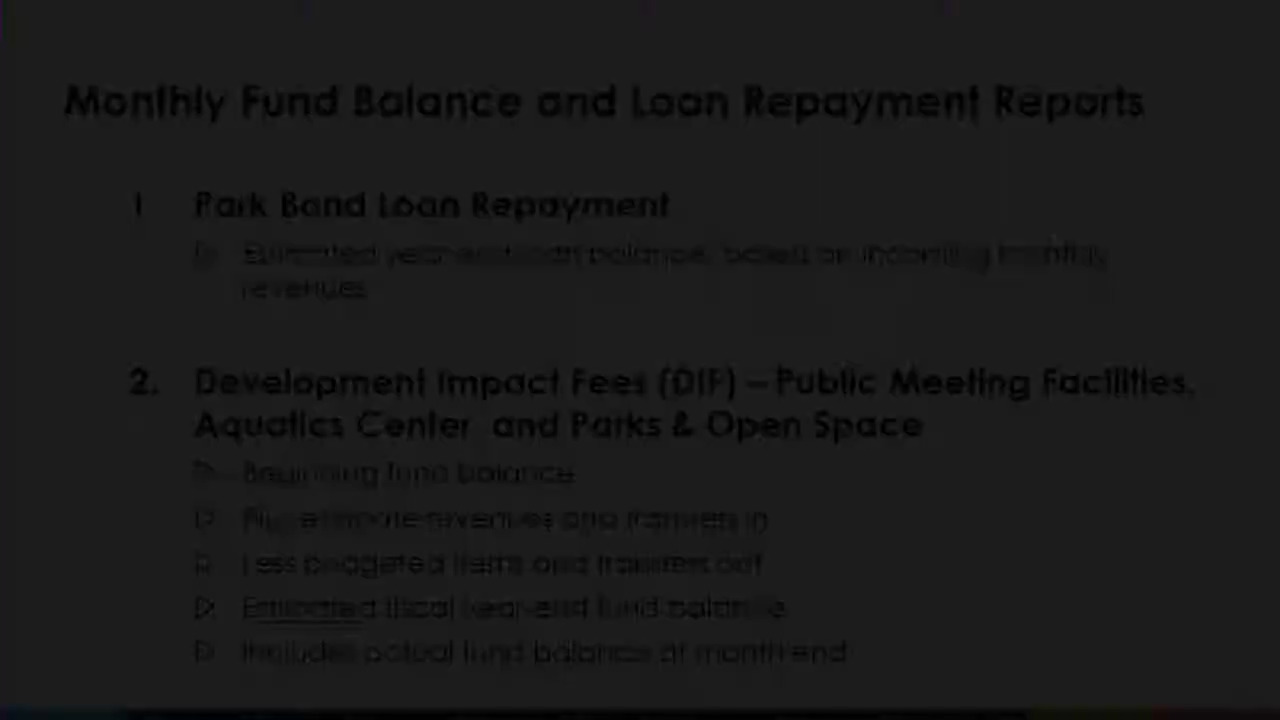 Monthly Fund Balance and Loan Repayment Reports
1 Park Bond Loan Repayment
Estimated year-end loan balance, based on incoming monthly
revenues
2. Development Impact Fees (DIF) – Public Meeting Facilities,
Aquatics Center and Parks & Open Space
Beginning fund balance
Plus estimate revenues and transfers in
Less budgeted items and transfers out
Estimated fiscal year-end fund balance
Includes actual fund balance at month end